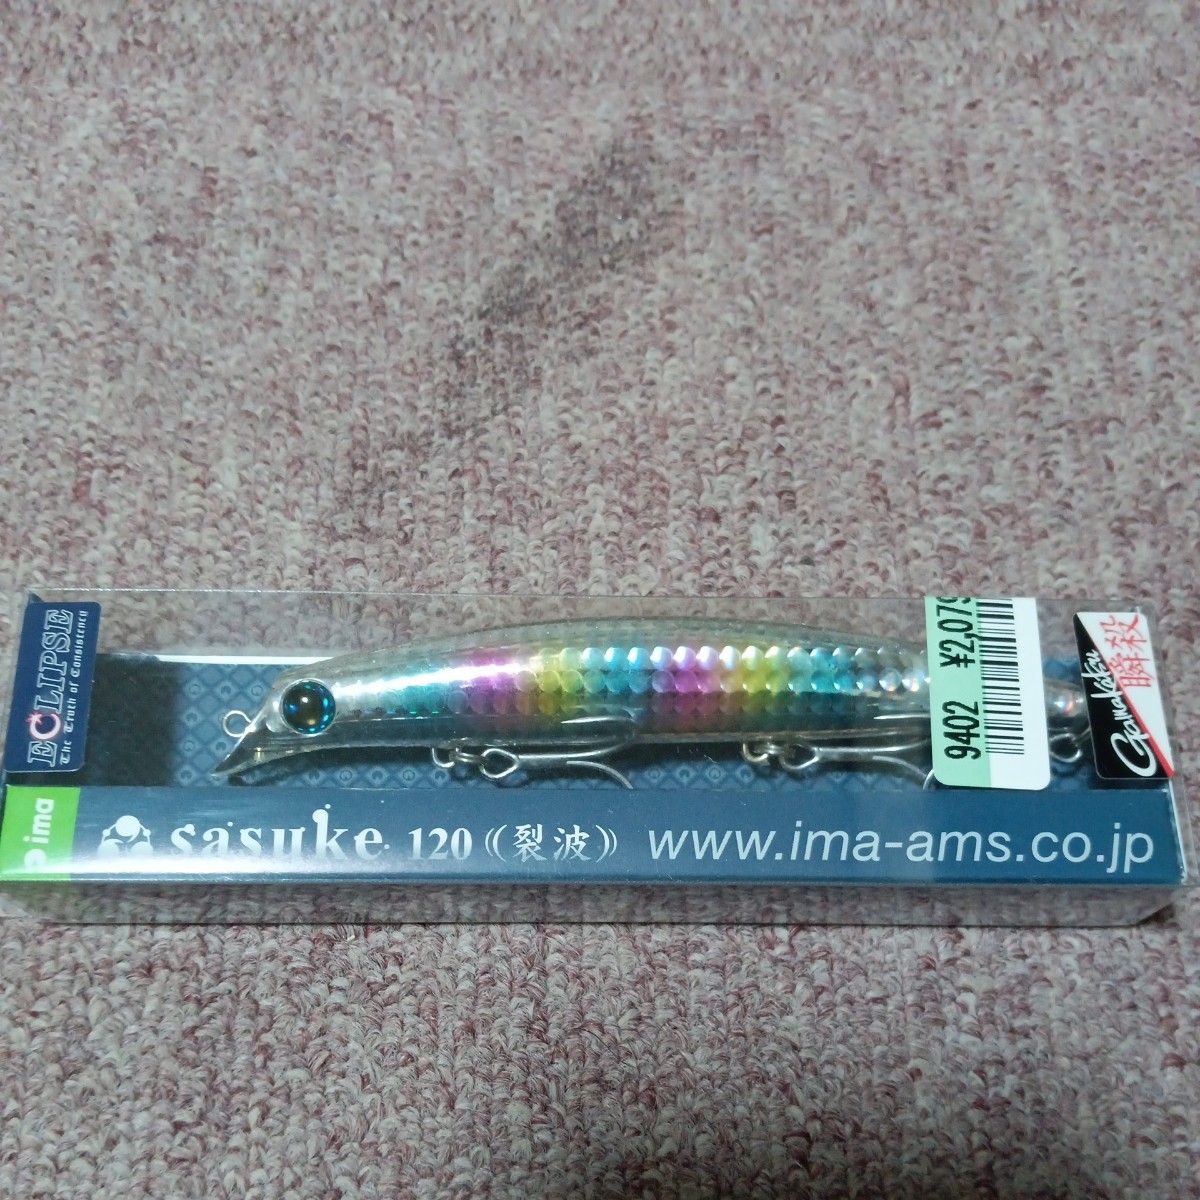 ECLIPSE
The Truth of Consistency
9402 ¥2,079
Gamakatsu
瞬殺
ima
sasuke 120 《裂波》 www.ima-ams.co.jp